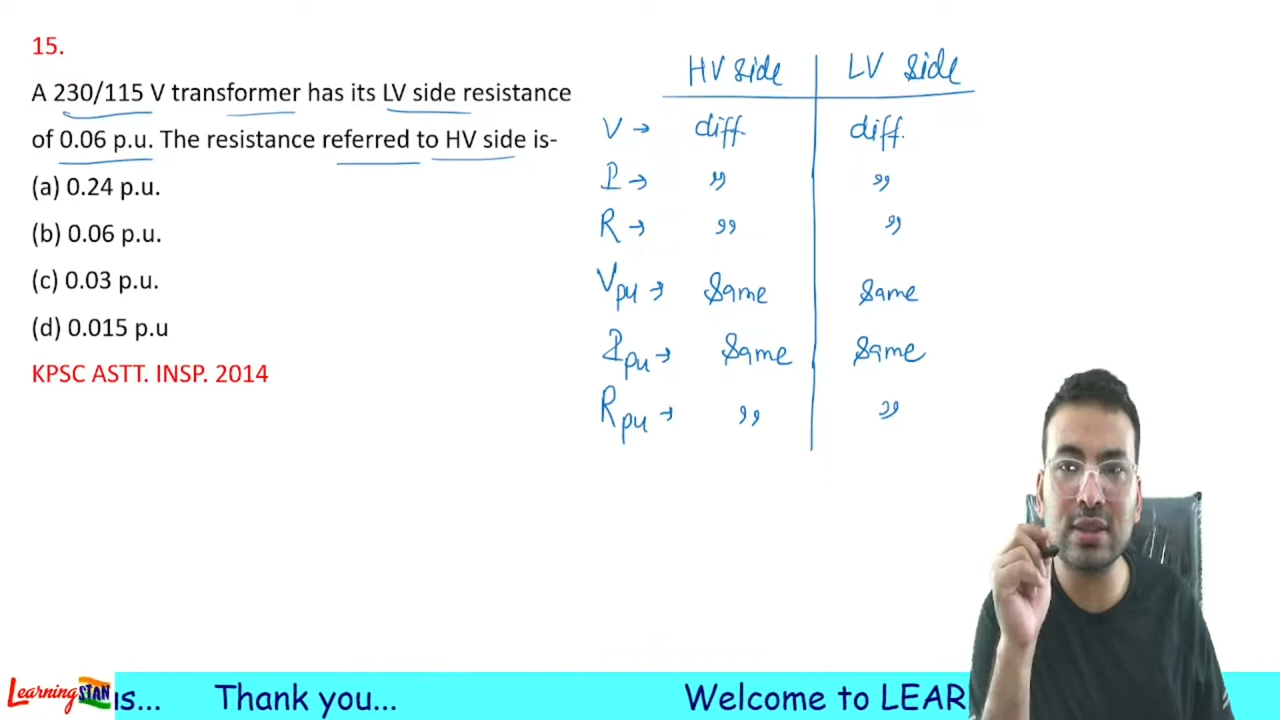 15.
A 230/115 V transformer has its LV side resistance
of 0.06 p.u. The resistance referred to HV side is-
(a) 0.24 p.u.
(b) 0.06 p.u.
(c) 0.03 p.u.
(d) 0.015 p.u
KPSC ASTT. INSP. 2014
HV side LV side
V → diff. diff.
I → " "
R → " "
Vpu → Same Same
Ipu → Same Same
Rpu → " "
LearningSTAN
us... Thank you... Welcome to LEAR